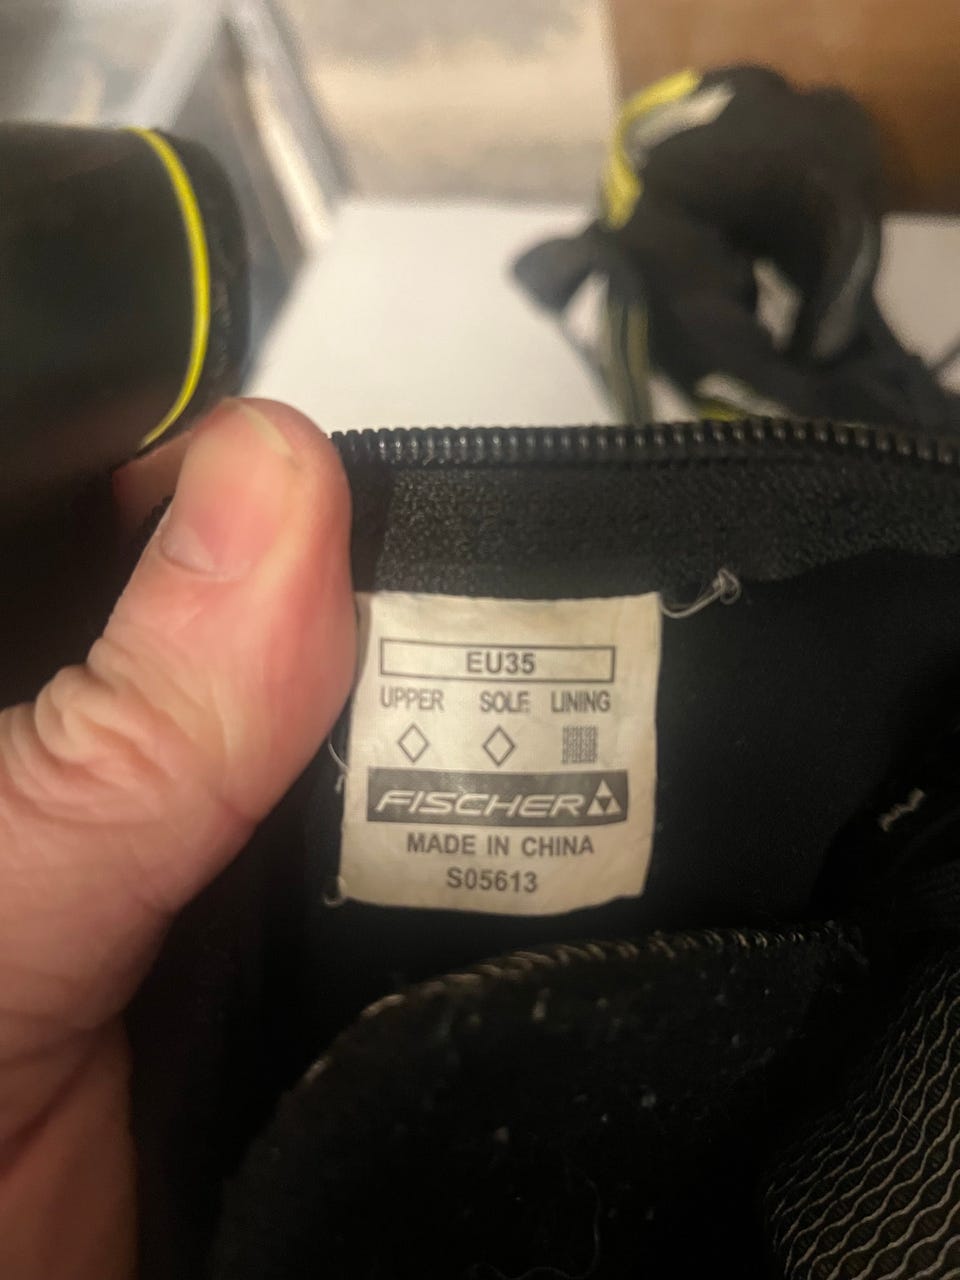 EU35
UPPER SOLE LINING
FISCHER
MADE IN CHINA
S05613